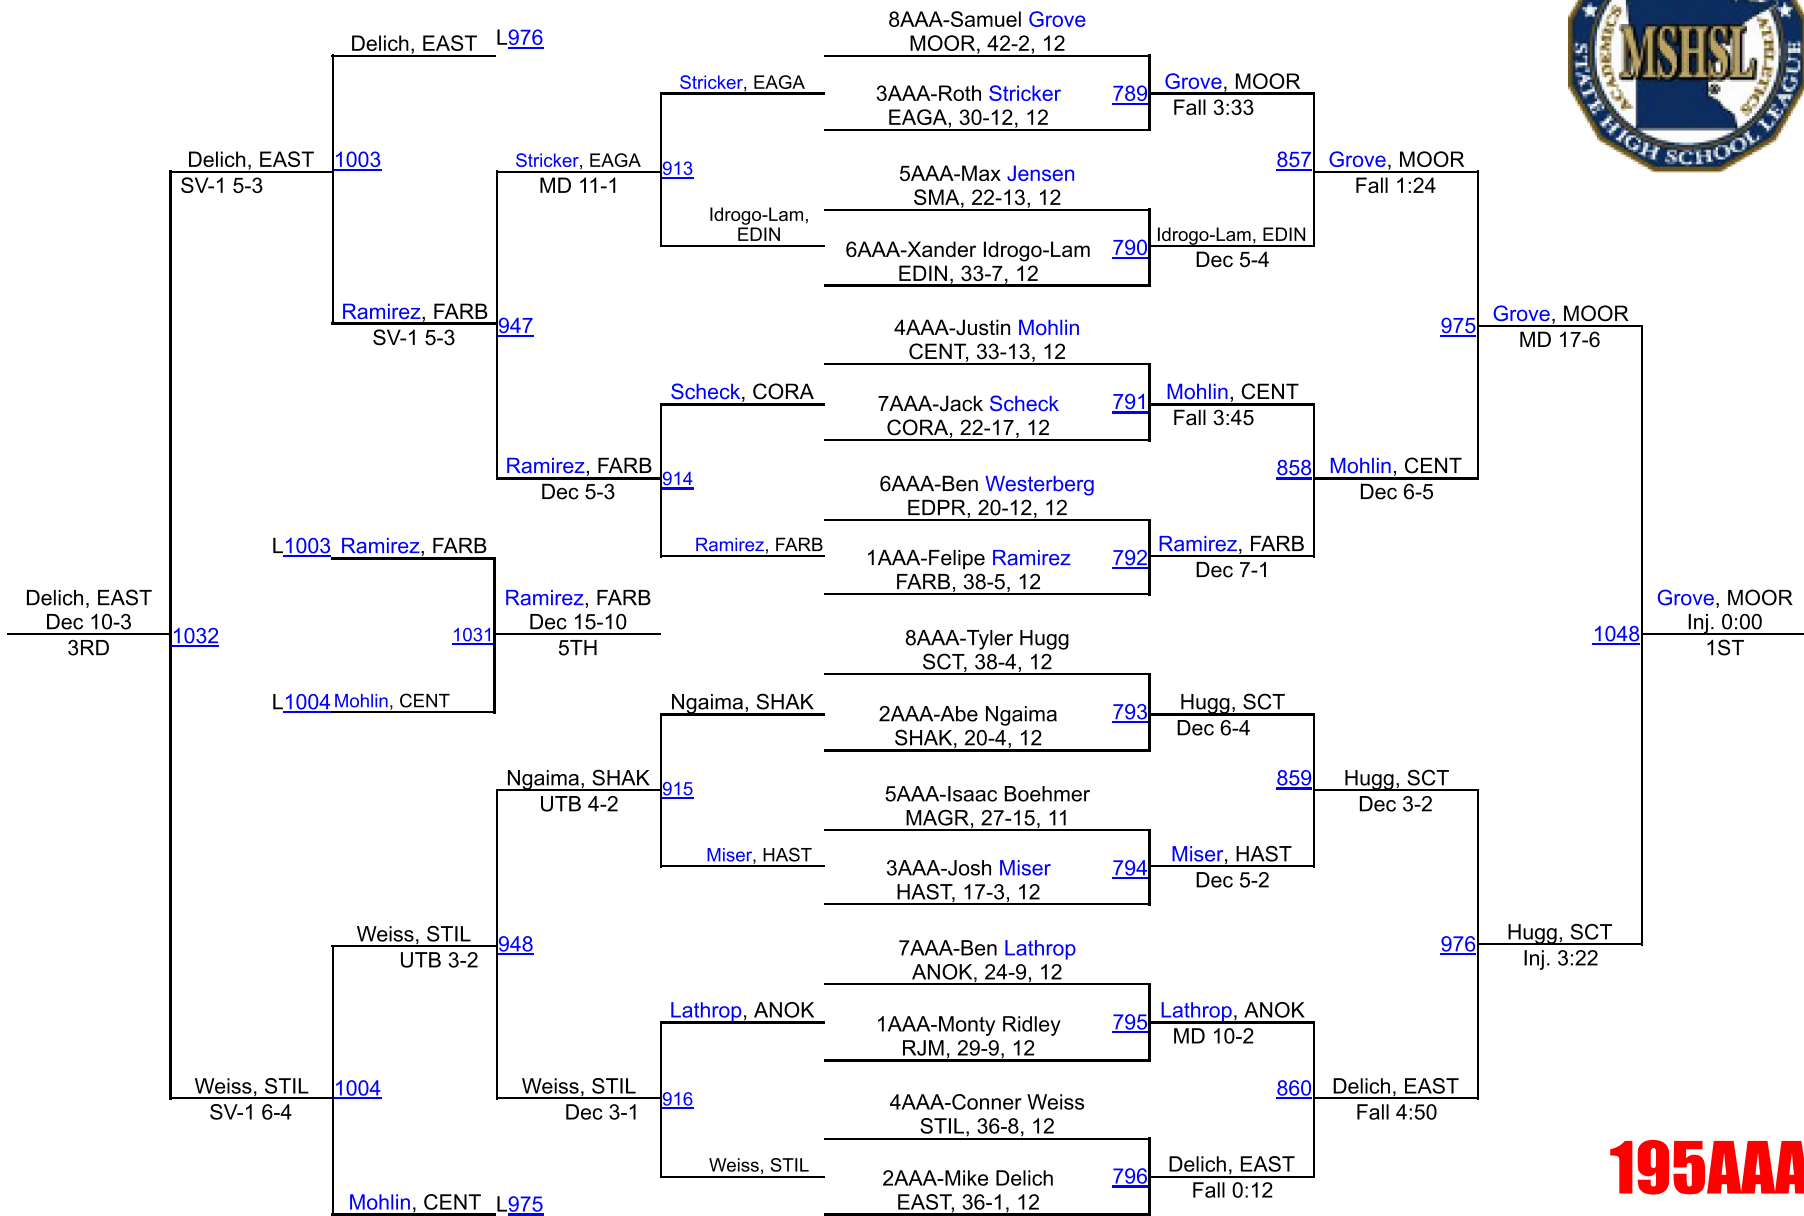 8AAA-Samuel Grove
MOOR, 42-2, 12
3AAA-Roth Stricker
EAGA, 30-12, 12
789
5AAA-Max Jensen
SMA, 22-13, 12
6AAA-Xander Idrogo-Lam
EDIN, 33-7, 12
790
4AAA-Justin Mohlin
CENT, 33-13, 12
7AAA-Jack Scheck
CORA, 22-17, 12
791
6AAA-Ben Westerberg
EDPR, 20-12, 12
1AAA-Felipe Ramirez
FARB, 38-5, 12
792
8AAA-Tyler Hugg
SCT, 38-4, 12
2AAA-Abe Ngaima
SHAK, 20-4, 12
793
5AAA-Isaac Boehmer
MAGR, 27-15, 11
3AAA-Josh Miser
HAST, 17-3, 12
794
7AAA-Ben Lathrop
ANOK, 24-9, 12
1AAA-Monty Ridley
RJM, 29-9, 12
795
4AAA-Conner Weiss
STIL, 36-8, 12
2AAA-Mike Delich
EAST, 36-1, 12
796
Grove, MOOR
Fall 3:33
857
Idrogo-Lam, EDIN
Dec 5-4
Mohlin, CENT
Fall 3:45
858
Ramirez, FARB
Dec 7-1
Hugg, SCT
Dec 6-4
859
Miser, HAST
Dec 5-2
Lathrop, ANOK
MD 10-2
860
Delich, EAST
Fall 0:12
Grove, MOOR
Fall 1:24
975
Mohlin, CENT
Dec 6-5
Hugg, SCT
Dec 3-2
976
Delich, EAST
Fall 4:50
Grove, MOOR
MD 17-6
1048
Hugg, SCT
Inj. 3:22
Grove, MOOR
Inj. 0:00
1ST
Stricker, EAGA
913
Idrogo-Lam,
EDIN
Scheck, CORA
914
Ramirez, FARB
Ngaima, SHAK
915
Miser, HAST
Lathrop, ANOK
916
Weiss, STIL
Stricker, EAGA
MD 11-1
947
Ramirez, FARB
Dec 5-3
Ngaima, SHAK
UTB 4-2
948
Weiss, STIL
Dec 3-1
Delich, EAST L976
1003
Ramirez, FARB
SV-1 5-3
Weiss, STIL
UTB 3-2
1004
Mohlin, CENT L975
Delich, EAST
SV-1 5-3
1032
Weiss, STIL
SV-1 6-4
Delich, EAST
Dec 10-3
3RD
L1003 Ramirez, FARB
1031
L1004 Mohlin, CENT
Ramirez, FARB
Dec 15-10
5TH
ACADEMICS
ATHLETICS
MSHSL
®
STATE HIGH SCHOOL LEAGUE
195AAA